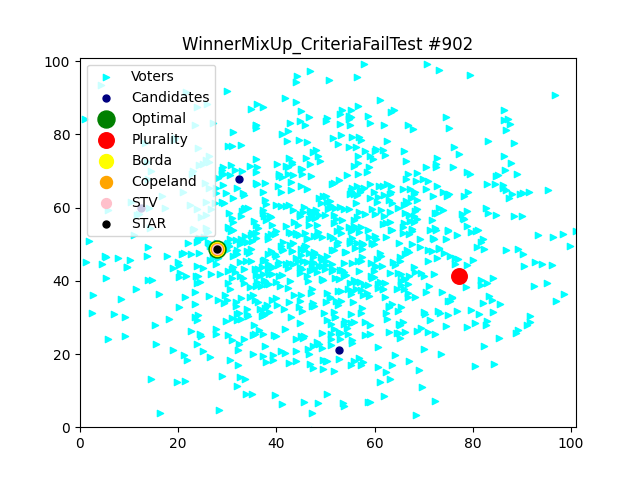 WinnerMixUp_CriteriaFailTest #902
100
80
60
40
20
0
Voters
Candidates
Optimal
Plurality
Borda
Copeland
STV
STAR
0 20 40 60 80 100